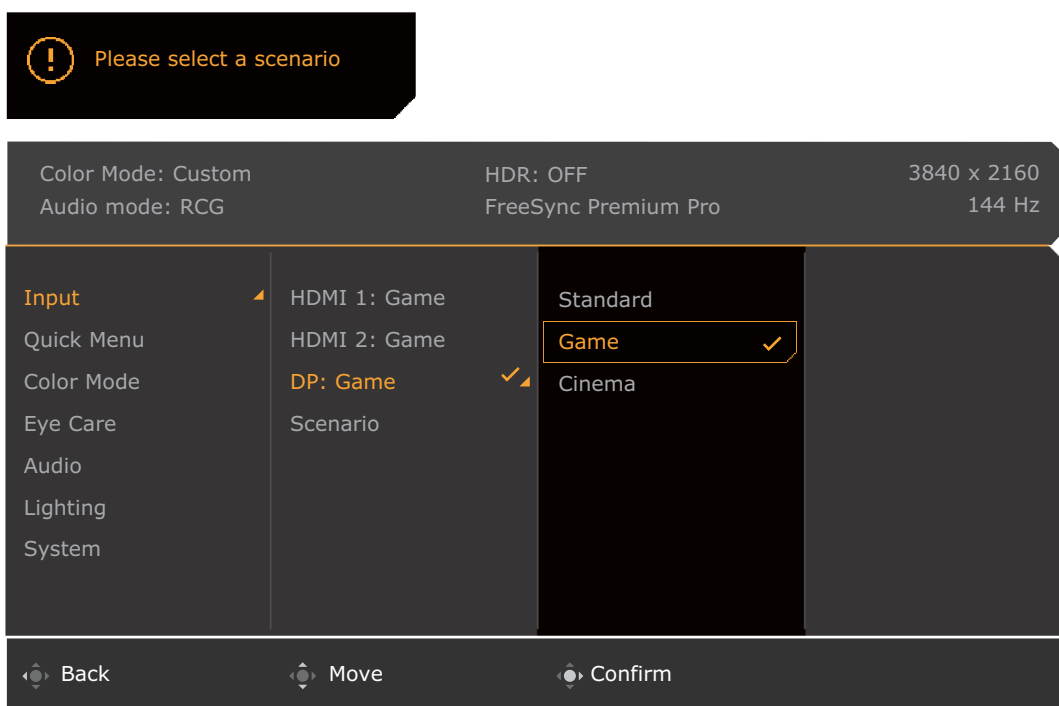 Please select a scenario
Color Mode: Custom
Audio mode: RCG
HDR: OFF
FreeSync Premium Pro
3840 x 2160
144 Hz
Input
Quick Menu
Color Mode
Eye Care
Audio
Lighting
System
HDMI 1: Game
HDMI 2: Game
DP: Game
Scenario
Standard
Game
Cinema
Back
Move
Confirm